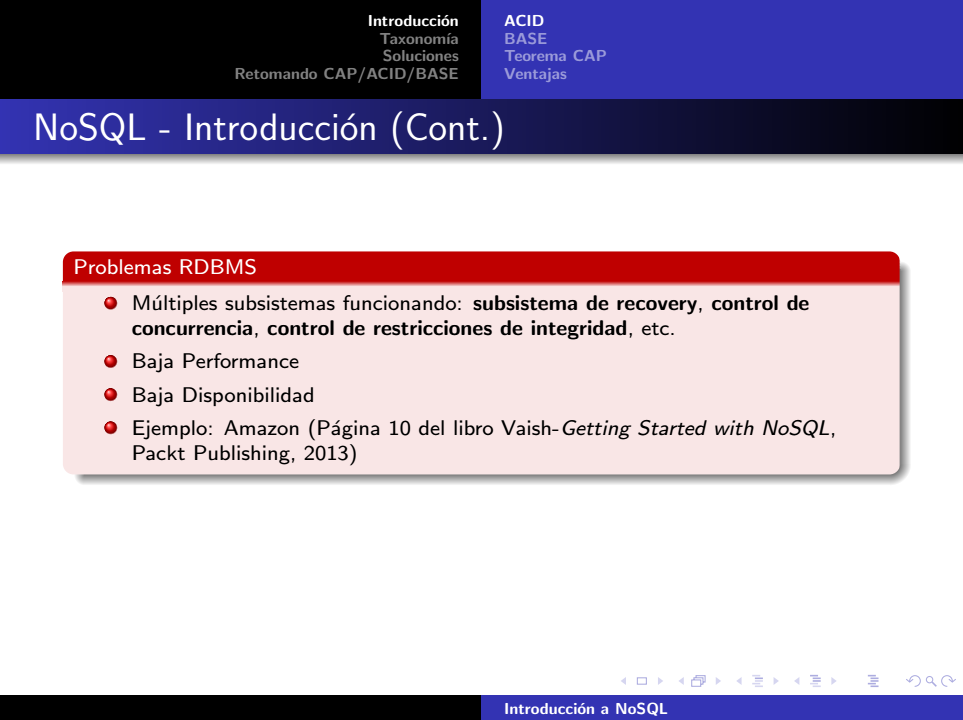 Introducción
Taxonomía
Soluciones
Retomando CAP/ACID/BASE
ACID
BASE
Teorema CAP
Ventajas
NoSQL - Introducción (Cont.)
Problemas RDBMS
Múltiples subsistemas funcionando: subsistema de recovery, control de
concurrencia, control de restricciones de integridad, etc.
Baja Performance
Baja Disponibilidad
Ejemplo: Amazon (Página 10 del libro Vaish-Getting Started with NoSQL,
Packt Publishing, 2013)
Introducción a NoSQL